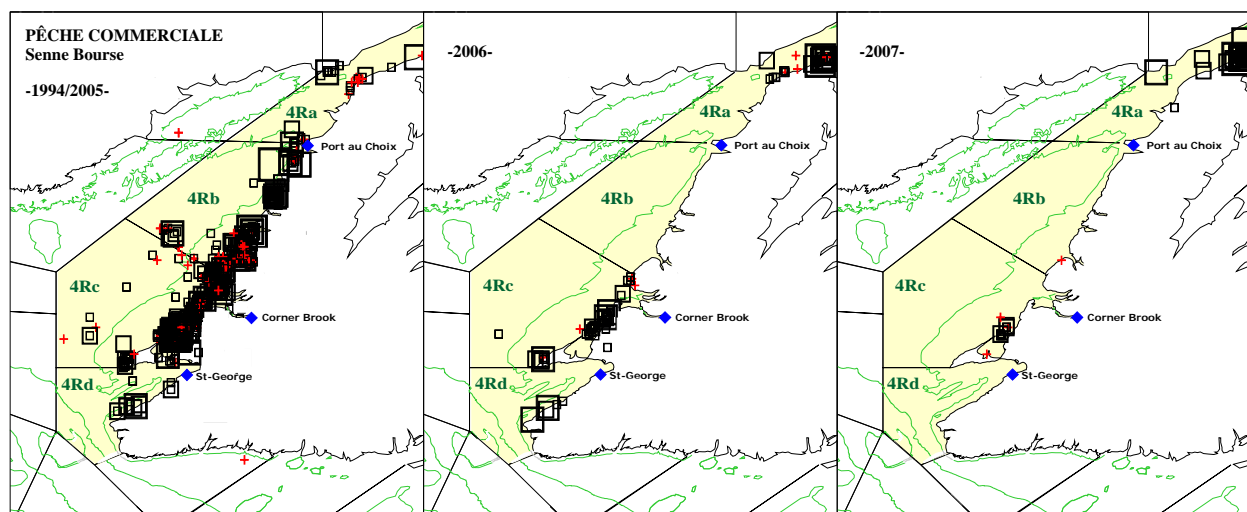 PÊCHE COMMERCIALE
Senne Bourse
-1994/2005-
4Ra
Port au Choix
4Rb
4Rc
Corner Brook
4Rd
St-George
-2006-
4Ra
Port au Choix
4Rb
4Rc
Corner Brook
4Rd
St-George
-2007-
4Ra
Port au Choix
4Rb
4Rc
Corner Brook
4Rd
St-George